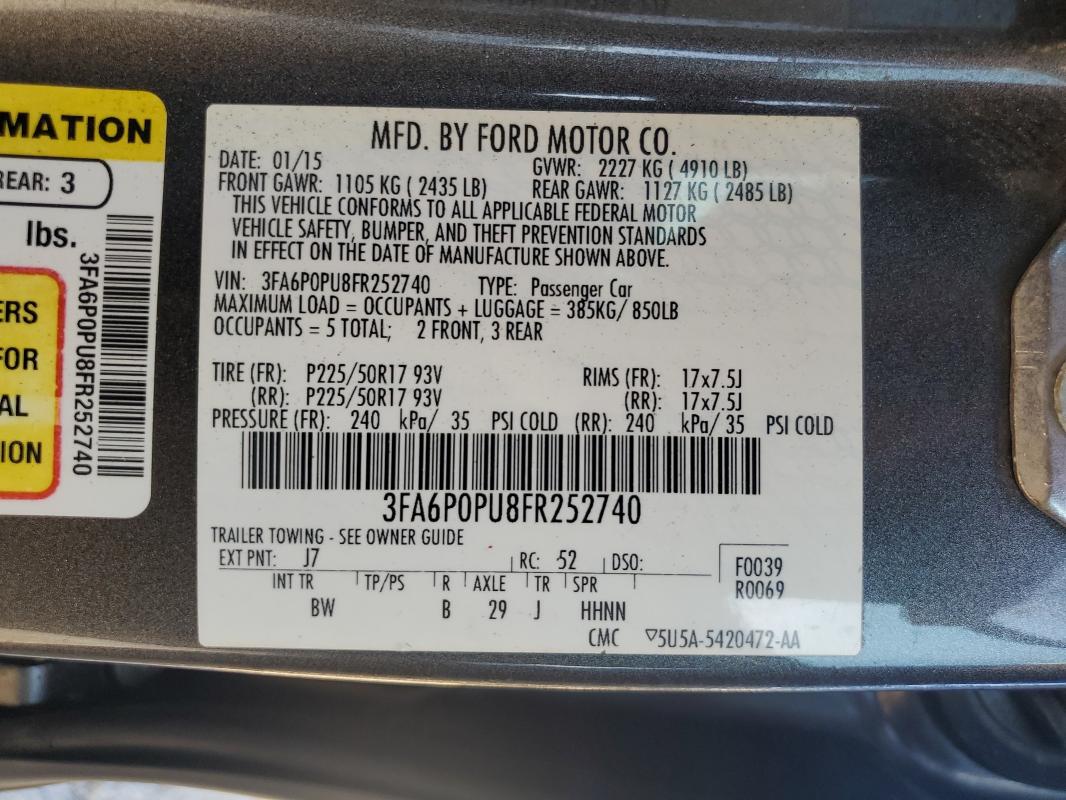 MATION
REAR: 3
lbs.
ERS
FOR
AL
ION
3FA6P0PU8FR252740
MFD. BY FORD MOTOR CO.
DATE: 01/15 GVWR: 2227 KG ( 4910 LB)
FRONT GAWR: 1105 KG ( 2435 LB) REAR GAWR: 1127 KG ( 2485 LB)
THIS VEHICLE CONFORMS TO ALL APPLICABLE FEDERAL MOTOR
VEHICLE SAFETY, BUMPER, AND THEFT PREVENTION STANDARDS
IN EFFECT ON THE DATE OF MANUFACTURE SHOWN ABOVE.
VIN: 3FA6P0PU8FR252740 TYPE: Passenger Car
MAXIMUM LOAD = OCCUPANTS + LUGGAGE = 385KG/ 850LB
OCCUPANTS = 5 TOTAL; 2 FRONT, 3 REAR
TIRE (FR): P225/50R17 93V RIMS (FR): 17x7.5J
(RR): P225/50R17 93V (RR): 17x7.5J
PRESSURE (FR): 240 kPa/ 35 PSI COLD (RR): 240 kPa/ 35 PSI COLD
3FA6P0PU8FR252740
TRAILER TOWING - SEE OWNER GUIDE
EXT PNT: J7 RC: 52 DSO: F0039
INT TR TP/PS R AXLE TR SPR R0069
BW B 29 J HHNN
CMC ▽5U5A-5420472-AA